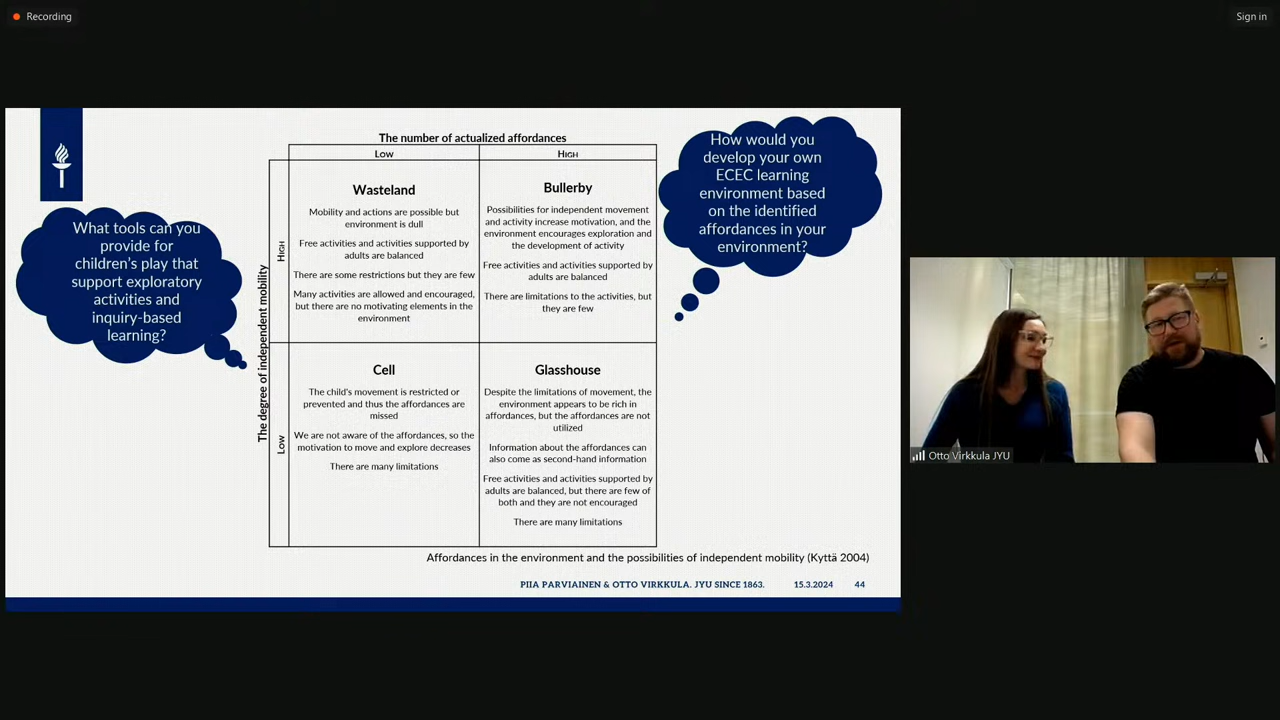 Recording
Sign in
What tools can you
provide for
children's play that
support exploratory
activities and
inquiry-based
learning?
The number of actualized affordances
Low
High
The degree of independent mobility
High
Low
Wasteland
Mobility and actions are possible but
environment is dull
Free activities and activities supported by
adults are balanced
There are some restrictions but they are few
Many activities are allowed and encouraged,
but there are no motivating elements in the
environment
Bullerby
Possibilities for independent movement
and activity increase motivation, and the
environment encourages exploration and
the development of activity
Free activities and activities supported by
adults are balanced
There are limitations to the activities, but
they are few
Cell
The child's movement is restricted or
prevented and thus the affordances are
missed
We are not aware of the affordances, so the
motivation to move and explore decreases
There are many limitations
Glasshouse
Despite the limitations of movement, the
environment appears to be rich in
affordances, but the affordances are not
utilized
Information about the affordances can
also come as second-hand information
Free activities and activities supported by
adults are balanced, but there are few of
both and they are not encouraged
There are many limitations
How would you
develop your own
ECEC learning
environment based
on the identified
affordances in your
environment?
Affordances in the environment and the possibilities of independent mobility (Kyttä 2004)
PIIA PARVIAINEN & OTTO VIRKKULA. JYU SINCE 1863. 15.3.2024 44
Otto Virkkula JYU